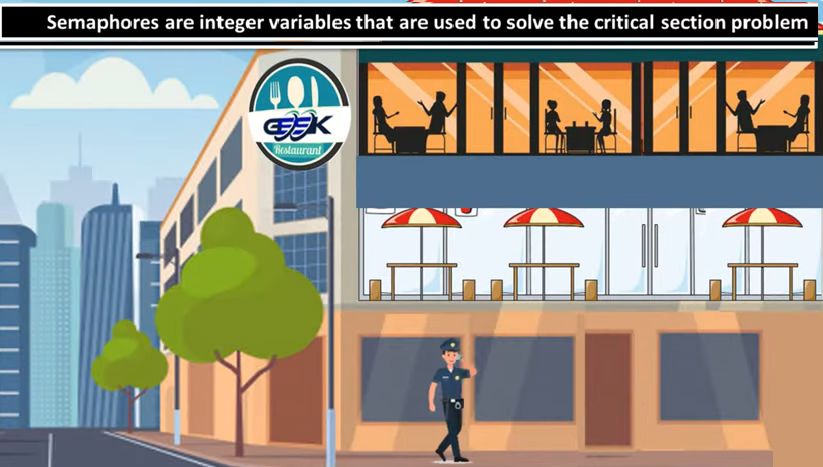 Semaphores are integer variables that are used to solve the critical section problem
GEEK
Restaurant